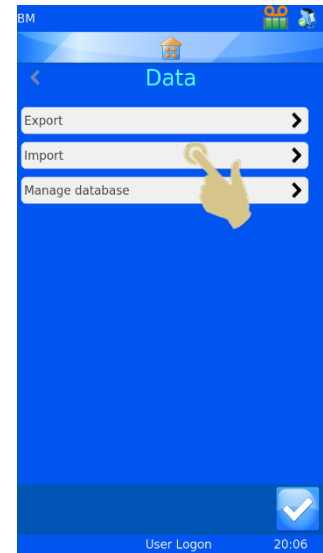 BM
Data
Export
Import
Manage database
User Logon 20:06